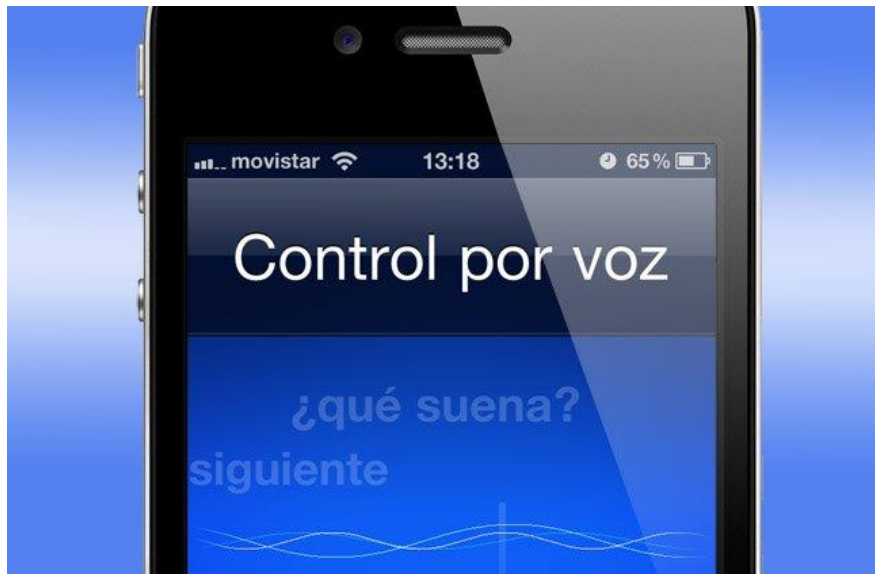 movistar 13:18 65%
Control por voz
¿qué suena?
siguiente